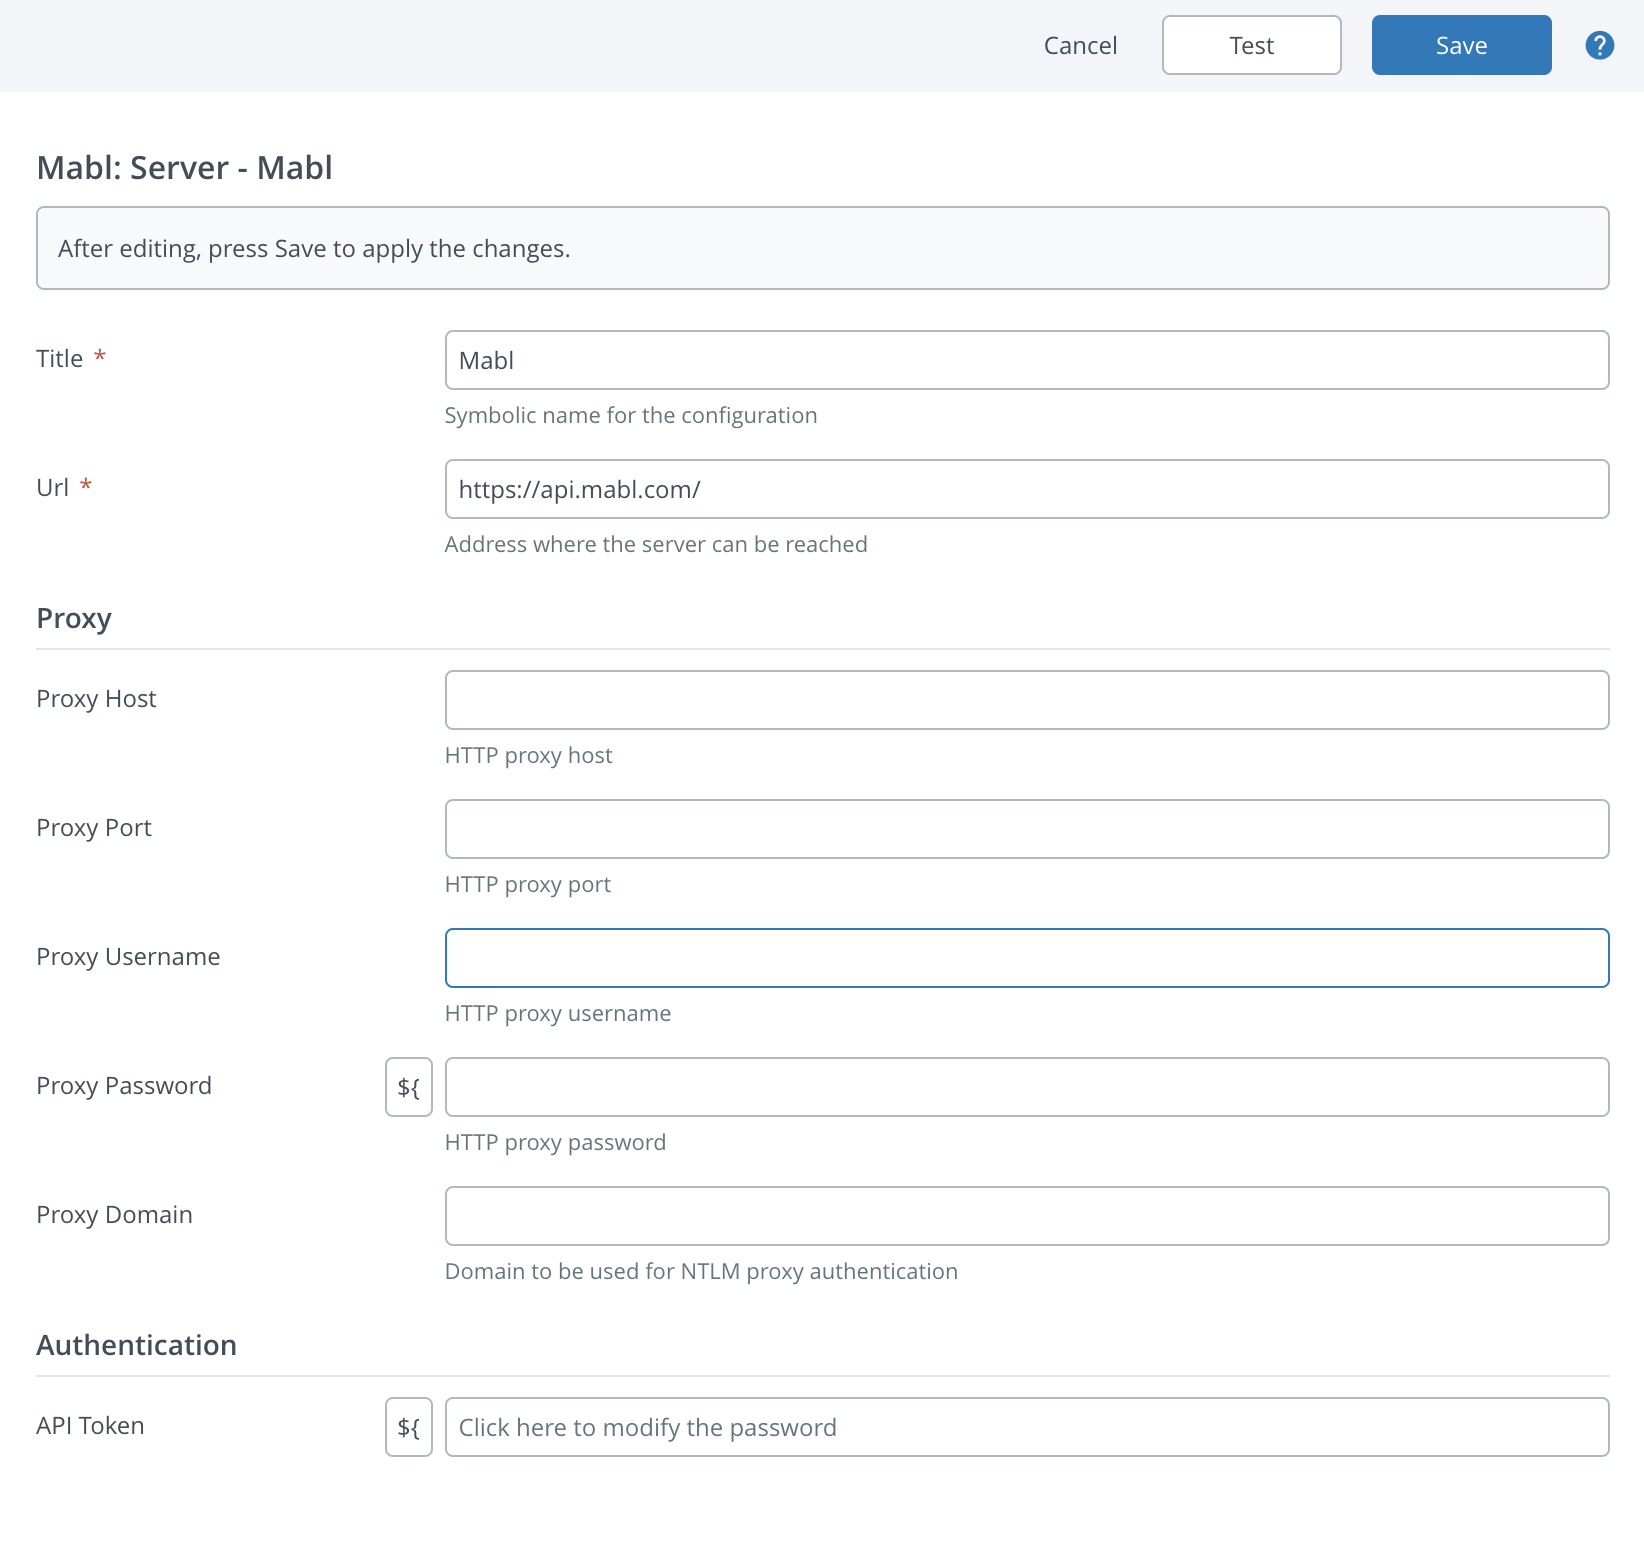 Cancel Test Save ?
Mabl: Server - Mabl
After editing, press Save to apply the changes.
Title * Mabl
Symbolic name for the configuration
Url * https://api.mabl.com/
Address where the server can be reached
Proxy
Proxy Host
HTTP proxy host
Proxy Port
HTTP proxy port
Proxy Username
HTTP proxy username
Proxy Password ${
HTTP proxy password
Proxy Domain
Domain to be used for NTLM proxy authentication
Authentication
API Token ${ Click here to modify the password